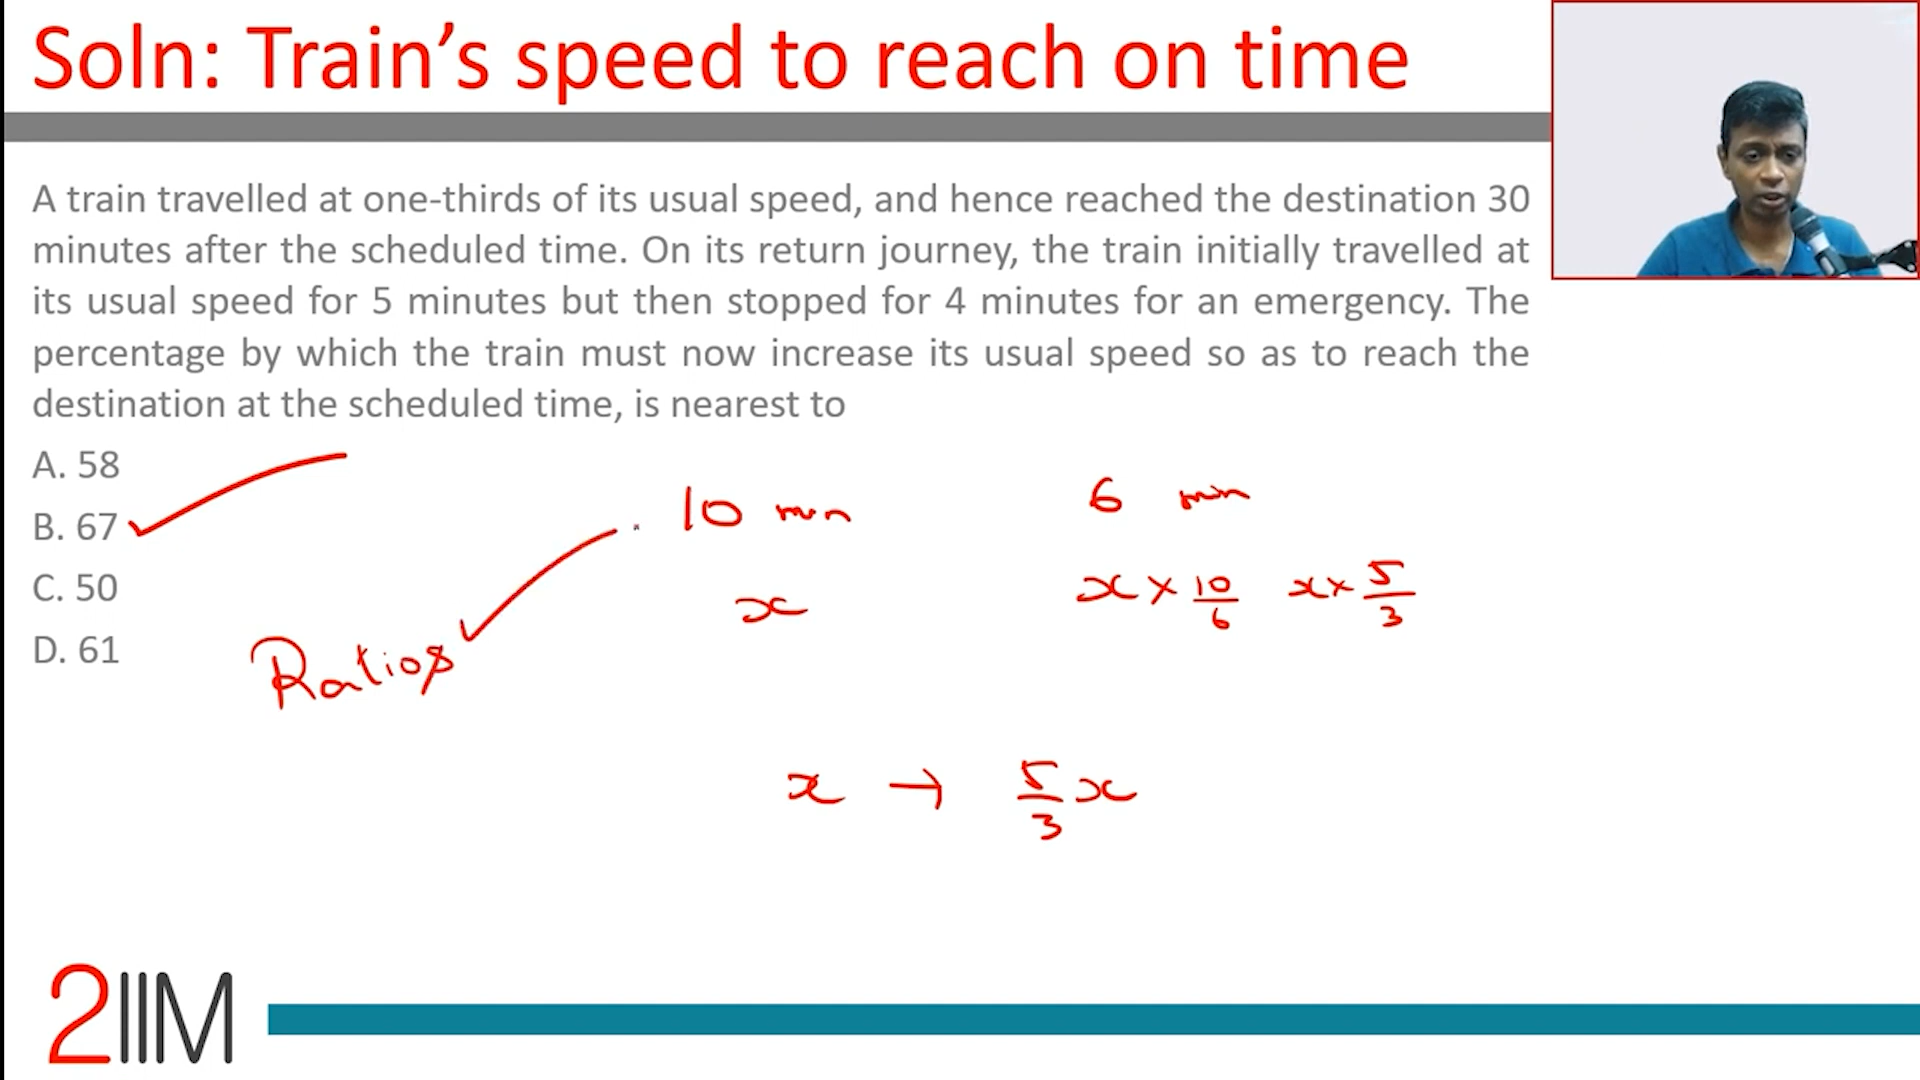 Soln: Train’s speed to reach on time
A train travelled at one-thirds of its usual speed, and hence reached the destination 30
minutes after the scheduled time. On its return journey, the train initially travelled at
its usual speed for 5 minutes but then stopped for 4 minutes for an emergency. The
percentage by which the train must now increase its usual speed so as to reach the
destination at the scheduled time, is nearest to
A. 58
B. 67
C. 50
D. 61
10 min
6 min
x
x × 10/6
x × 5/3
Ratios
x → 5/3 x
2IIM